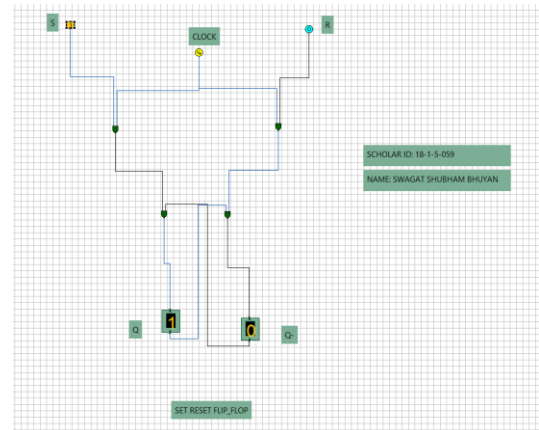 S
R
CLOCK
SCHOLAR ID: 18-1-5-059
NAME: SWAGAT SHUBHAM BHUYAN
Q
1
0
Q-
SET RESET FLIP_FLOP